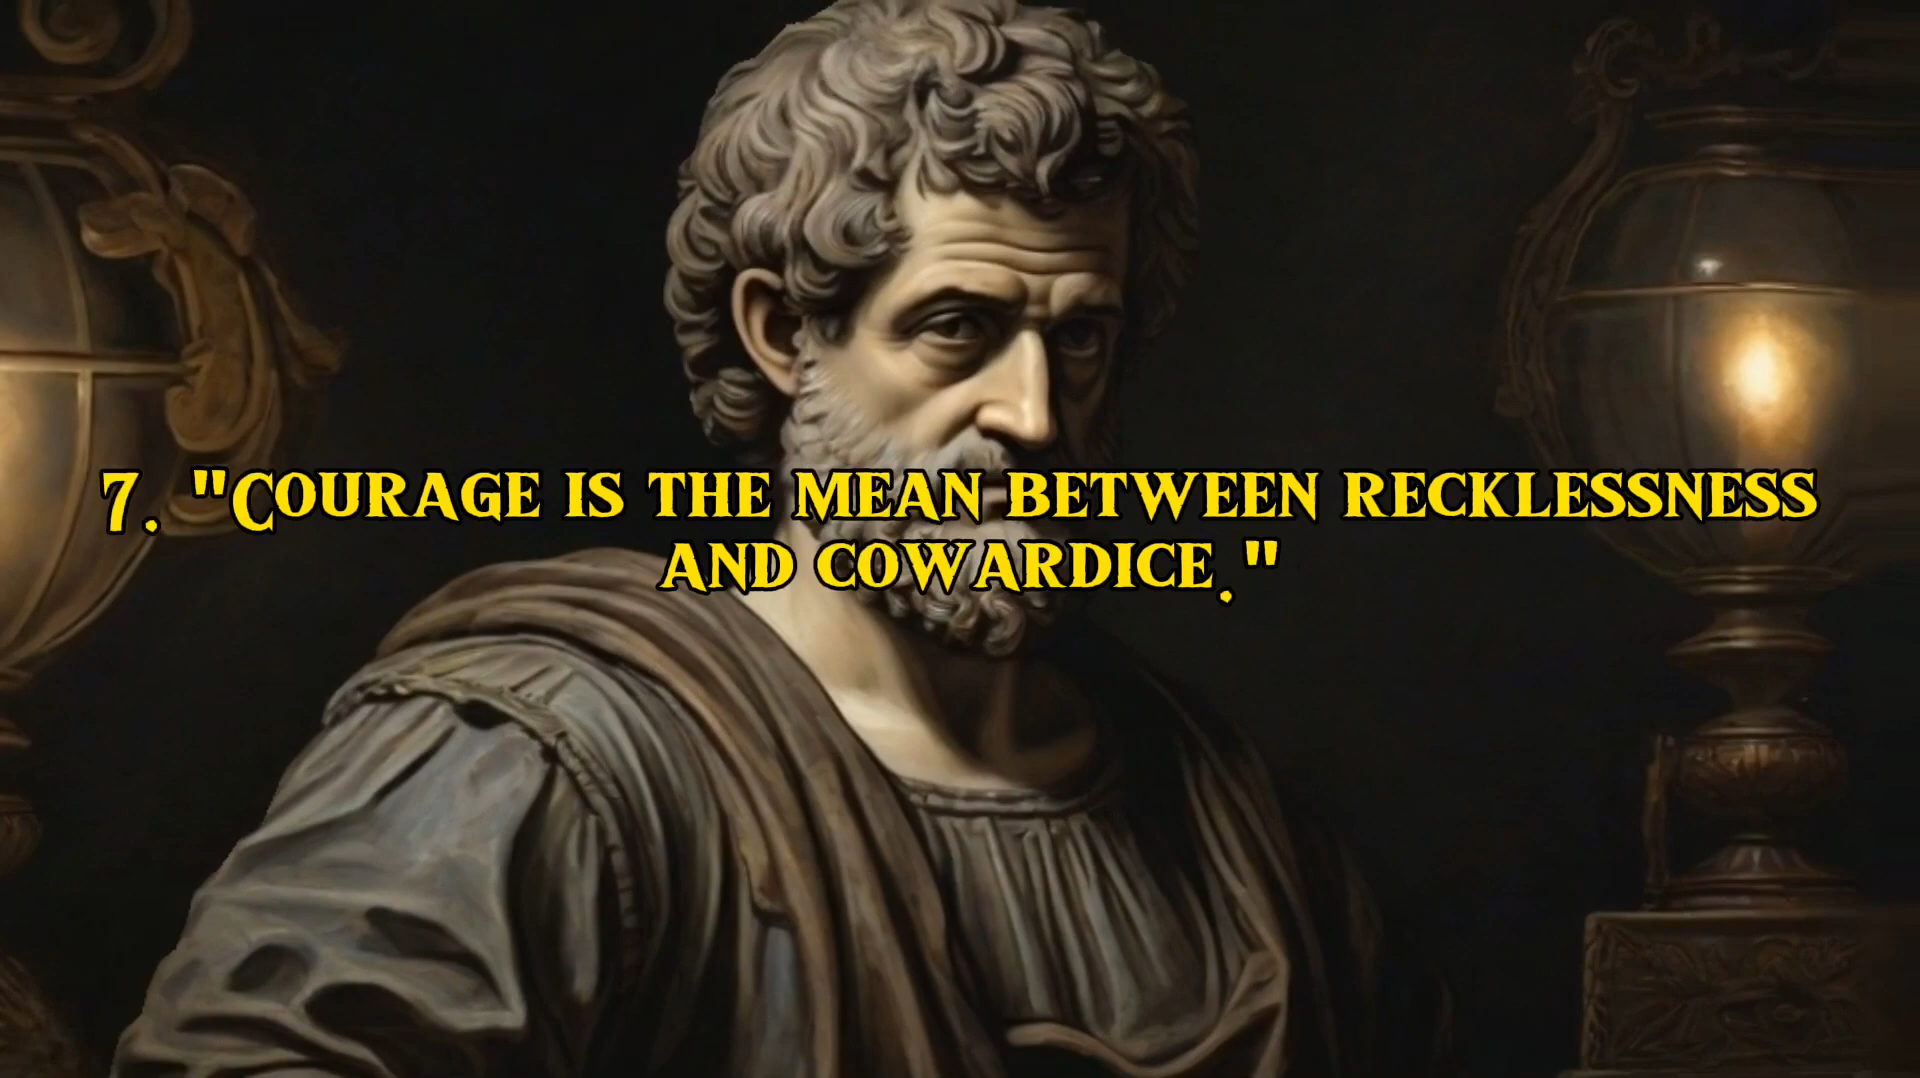 7. "Courage is the mean between recklessness
and cowardice."